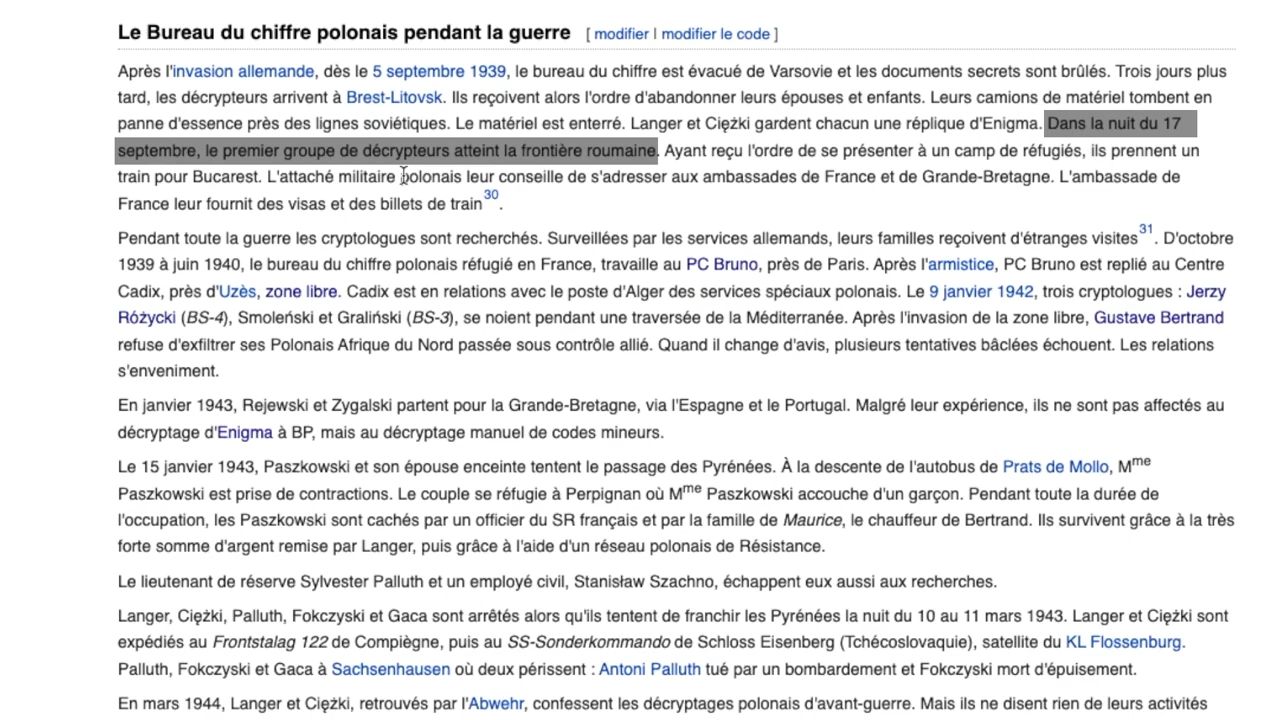 Le Bureau du chiffre polonais pendant la guerre [ modifier | modifier le code ]
Après l'invasion allemande, dès le 5 septembre 1939, le bureau du chiffre est évacué de Varsovie et les documents secrets sont brûlés. Trois jours plus
tard, les décrypteurs arrivent à Brest-Litovsk. Ils reçoivent alors l'ordre d'abandonner leurs épouses et enfants. Leurs camions de matériel tombent en
panne d'essence près des lignes soviétiques. Le matériel est enterré. Langer et Ciężki gardent chacun une réplique d'Enigma. Dans la nuit du 17
septembre, le premier groupe de décrypteurs atteint la frontière roumaine. Ayant reçu l'ordre de se présenter à un camp de réfugiés, ils prennent un
train pour Bucarest. L'attaché militaire polonais leur conseille de s'adresser aux ambassades de France et de Grande-Bretagne. L'ambassade de
France leur fournit des visas et des billets de train30.
Pendant toute la guerre les cryptologues sont recherchés. Surveillées par les services allemands, leurs familles reçoivent d'étranges visites31. D'octobre
1939 à juin 1940, le bureau du chiffre polonais réfugié en France, travaille au PC Bruno, près de Paris. Après l'armistice, PC Bruno est replié au Centre
Cadix, près d'Uzès, zone libre. Cadix est en relations avec le poste d'Alger des services spéciaux polonais. Le 9 janvier 1942, trois cryptologues : Jerzy
Różycki (BS-4), Smoleński et Graliński (BS-3), se noient pendant une traversée de la Méditerranée. Après l'invasion de la zone libre, Gustave Bertrand
refuse d'exfiltrer ses Polonais Afrique du Nord passée sous contrôle allié. Quand il change d'avis, plusieurs tentatives bâclées échouent. Les relations
s'enveniment.
En janvier 1943, Rejewski et Zygalski partent pour la Grande-Bretagne, via l'Espagne et le Portugal. Malgré leur expérience, ils ne sont pas affectés au
décryptage d'Enigma à BP, mais au décryptage manuel de codes mineurs.
Le 15 janvier 1943, Paszkowski et son épouse enceinte tentent le passage des Pyrénées. À la descente de l'autobus de Prats de Mollo, Mme
Paszkowski est prise de contractions. Le couple se réfugie à Perpignan où Mme Paszkowski accouche d'un garçon. Pendant toute la durée de
l'occupation, les Paszkowski sont cachés par un officier du SR français et par la famille de Maurice, le chauffeur de Bertrand. Ils survivent grâce à la très
forte somme d'argent remise par Langer, puis grâce à l'aide d'un réseau polonais de Résistance.
Le lieutenant de réserve Sylvester Palluth et un employé civil, Stanisław Szachno, échappent eux aussi aux recherches.
Langer, Ciężki, Palluth, Fokczyski et Gaca sont arrêtés alors qu'ils tentent de franchir les Pyrénées la nuit du 10 au 11 mars 1943. Langer et Ciężki sont
expédiés au Frontstalag 122 de Compiègne, puis au SS-Sonderkommando de Schloss Eisenberg (Tchécoslovaquie), satellite du KL Flossenburg.
Palluth, Fokczyski et Gaca à Sachsenhausen où deux périssent : Antoni Palluth tué par un bombardement et Fokczyski mort d'épuisement.
En mars 1944, Langer et Ciężki, retrouvés par l'Abwehr, confessent les décryptages polonais d'avant-guerre. Mais ils ne disent rien de leurs activités